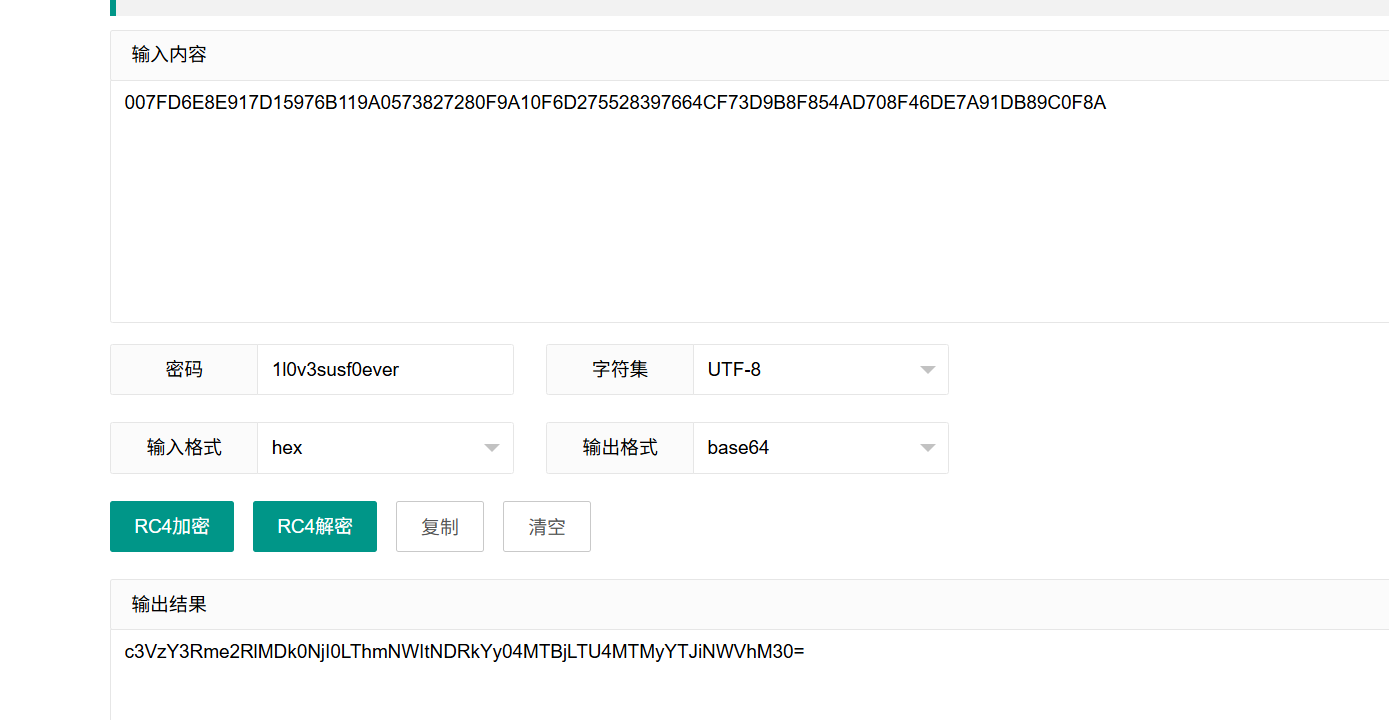 输入内容
007FD6E8E917D15976B119A0573827280F9A10F6D275528397664CF73D9B8F854AD708F46DE7A91DB89C0F8A
密码 1l0v3susf0ever 字符集 UTF-8
输入格式 hex 输出格式 base64
RC4加密 RC4解密 复制 清空
输出结果
c3VzY3Rme2RlMDk0NjI0LThmNWItNDRkYy04MTBjLTU4MTMyYTJiNWVhM30=